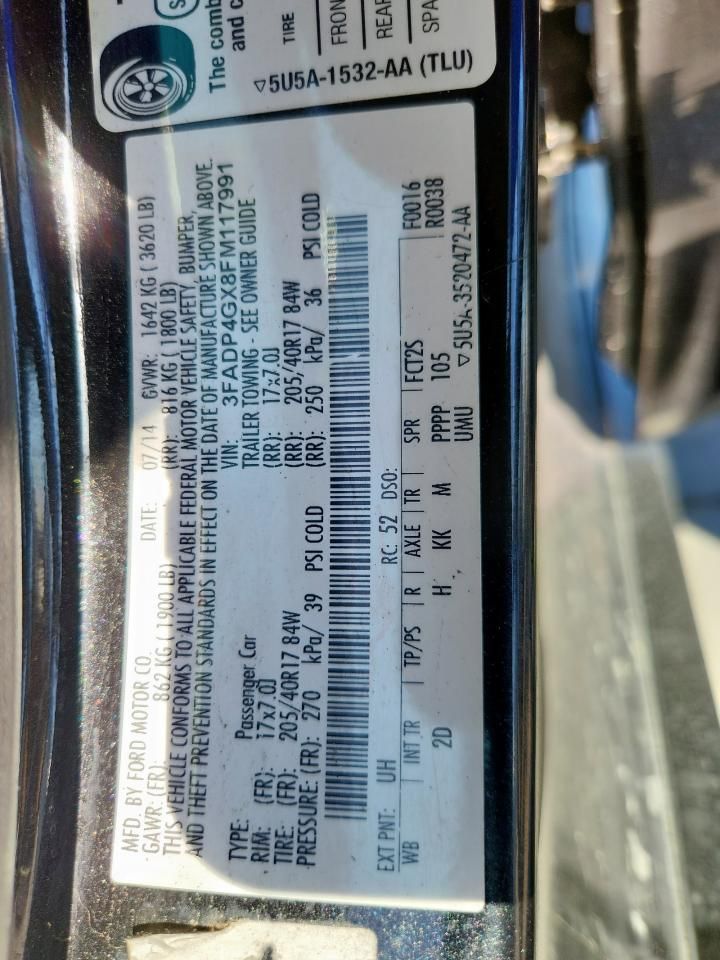 The comb
and c
TIRE
FRON
REAR
SPA
▽5U5A-1532-AA (TLU)
MFD. BY FORD MOTOR CO. DATE: 07/14 GVWR: 1642 KG ( 3620 LB)
GAWR: (FR): 862 KG ( 1900 LB) (RR): 816 KG ( 1800 LB)
THIS VEHICLE CONFORMS TO ALL APPLICABLE FEDERAL MOTOR VEHICLE SAFETY, BUMPER,
AND THEFT PREVENTION STANDARDS IN EFFECT ON THE DATE OF MANUFACTURE SHOWN ABOVE.
VIN: 3FADP4GX8FM117991
TYPE: Passenger Car TRAILER TOWING - SEE OWNER GUIDE
RIM: (FR): 17x7.0J (RR): 17x7.0J
TIRE: (FR): 205/40R17 84W (RR): 205/40R17 84W
PRESSURE: (FR): 270 kPa/ 39 PSI COLD (RR): 250 kPa/ 36 PSI COLD
EXT PNT: UH RC: 52 DSO: F0016
WB INT TR TP/PS R AXLE TR SPR FCT2S R0038
2D H KK M PPPP 105
UMU ▽5U5A-3520472-AA